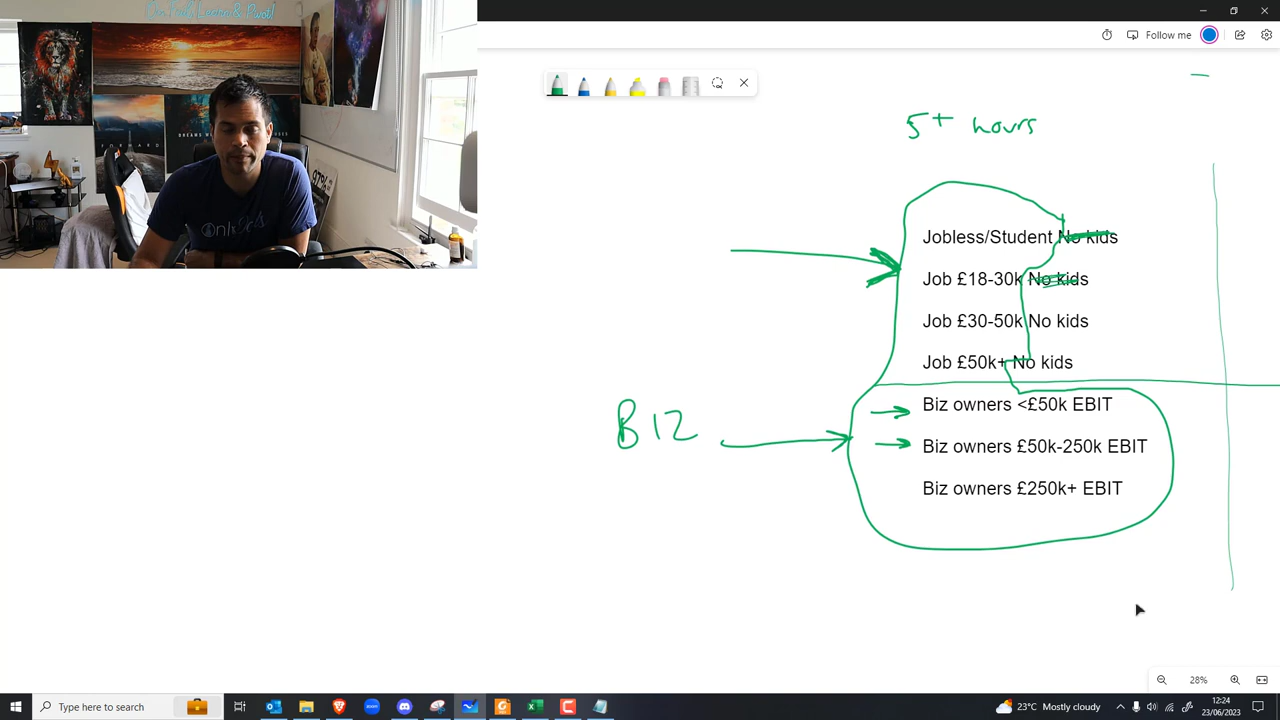 Follow me
5+ hours
FORWARD
97%
Jobless/Student No kids
Job £18-30k No kids
Job £30-50k No kids
Job £50k+ No kids
Biz owners <£50k EBIT
BIZ
Biz owners £50k-250k EBIT
Biz owners £250k+ EBIT
28%
Type here to search
23°C Mostly cloudy
12:24
23/06/2023